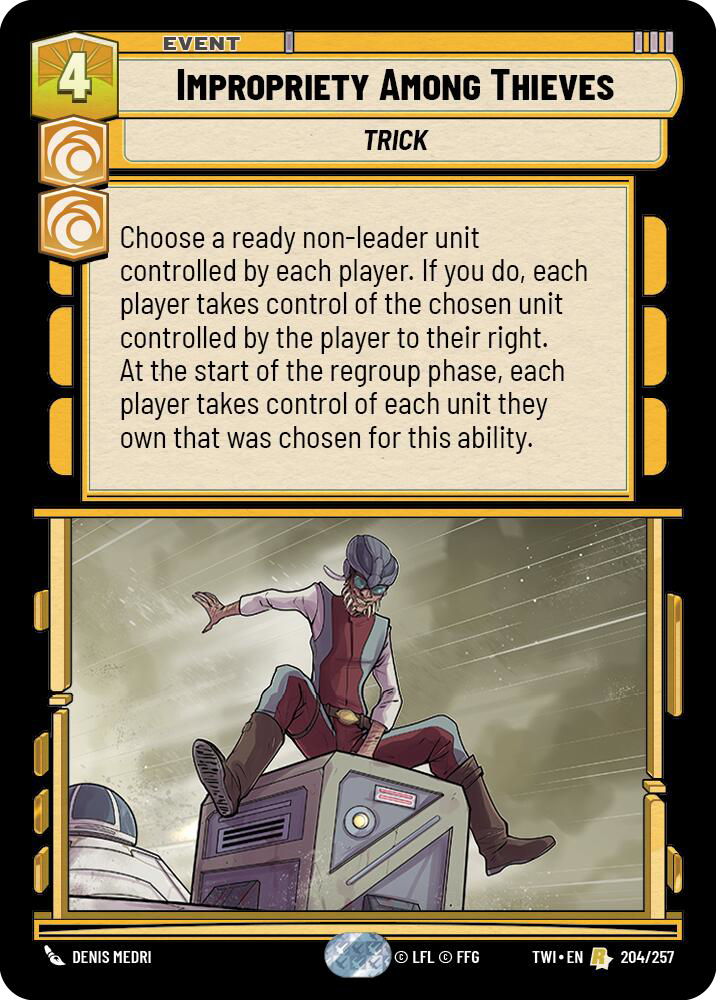 EVENT
4
IMPROPRIETY AMONG THIEVES
TRICK
Choose a ready non-leader unit
controlled by each player. If you do, each
player takes control of the chosen unit
controlled by the player to their right.
At the start of the regroup phase, each
player takes control of each unit they
own that was chosen for this ability.
DENIS MEDRI
© LFL © FFG
TWI • EN R 204/257